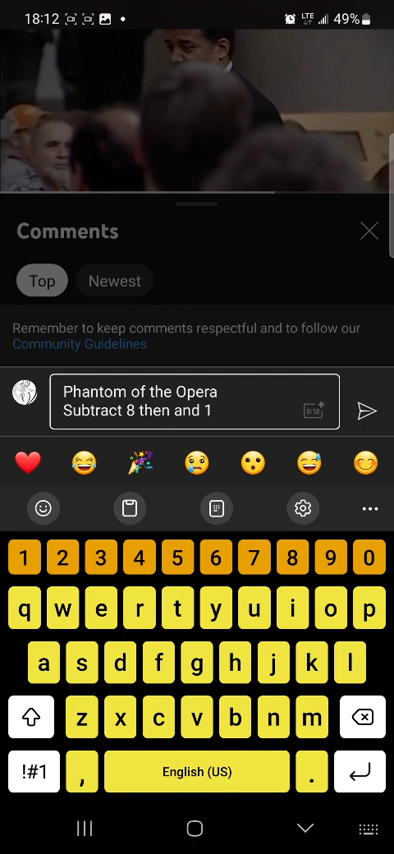 18:12
LTE
49%
Comments
Top
Newest
Remember to keep comments respectful and to follow our
Community Guidelines
Phantom of the Opera
Subtract 8 then and 1
0:12
1 2 3 4 5 6 7 8 9 0
q w e r t y u i o p
a s d f g h j k l
z x c v b n m
!#1 , English (US) .